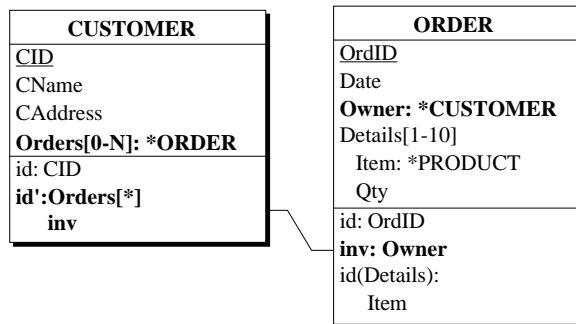 CUSTOMER
CID
CName
CAddress
Orders[0-N]: *ORDER
id: CID
id':Orders[*]
inv
ORDER
OrdID
Date
Owner: *CUSTOMER
Details[1-10]
Item: *PRODUCT
Qty
id: OrdID
inv: Owner
id(Details):
Item